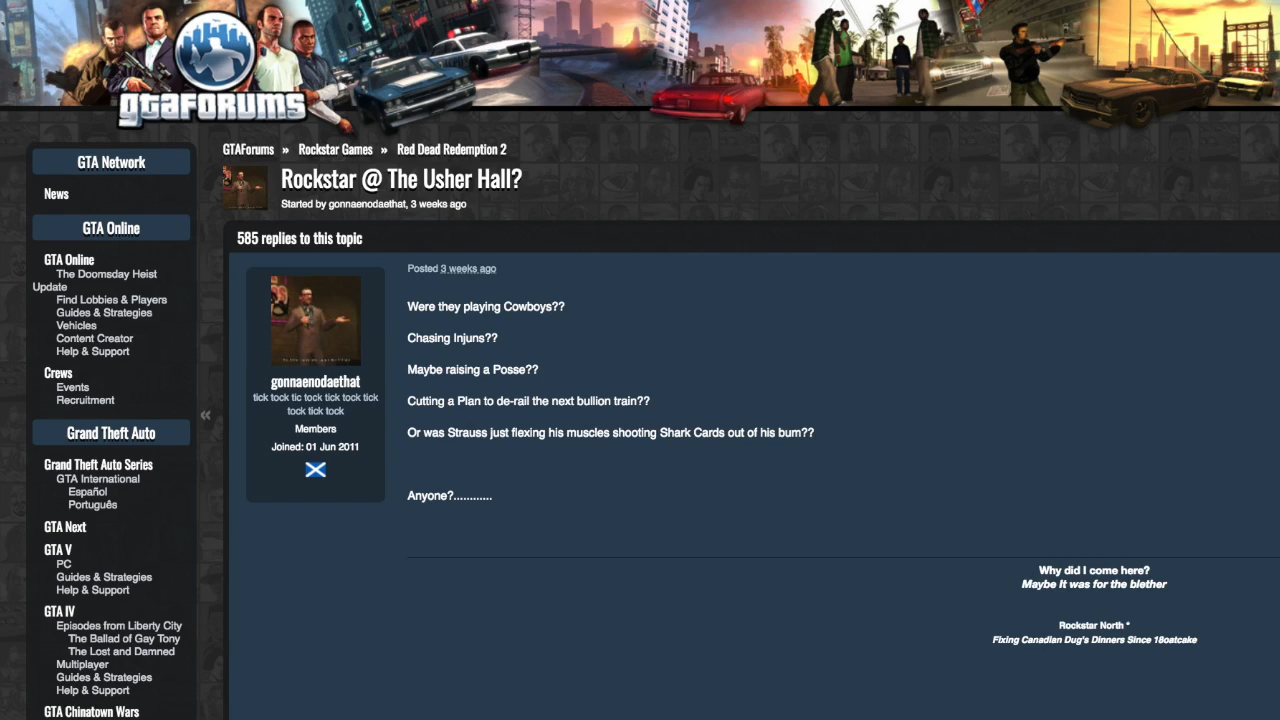 gtaFORUMS
GTAForums » Rockstar Games » Red Dead Redemption 2
Rockstar @ The Usher Hall?
Started by gonnaenodaethat, 3 weeks ago
GTA Network
News
GTA Online
GTA Online
The Doomsday Heist
Update
Find Lobbies & Players
Guides & Strategies
Vehicles
Content Creator
Help & Support
Crews
Events
Recruitment
Grand Theft Auto
Grand Theft Auto Series
GTA International
Español
Português
GTA Next
GTA V
PC
Guides & Strategies
Help & Support
GTA IV
Episodes from Liberty City
The Ballad of Gay Tony
The Lost and Damned
Multiplayer
Guides & Strategies
Help & Support
GTA Chinatown Wars
«
585 replies to this topic
gonnaenodaethat
tick tock tic tock tick tock tick
tock tick tock
Members
Joined: 01 Jun 2011
Posted 3 weeks ago
Were they playing Cowboys??
Chasing Injuns??
Maybe raising a Posse??
Cutting a Plan to de-rail the next bullion train??
Or was Strauss just flexing his muscles shooting Shark Cards out of his bum??
Anyone?............
Why did I come here?
Maybe it was for the blether
Rockstar North *
Fixing Canadian Dug's Dinners Since 18oatcake